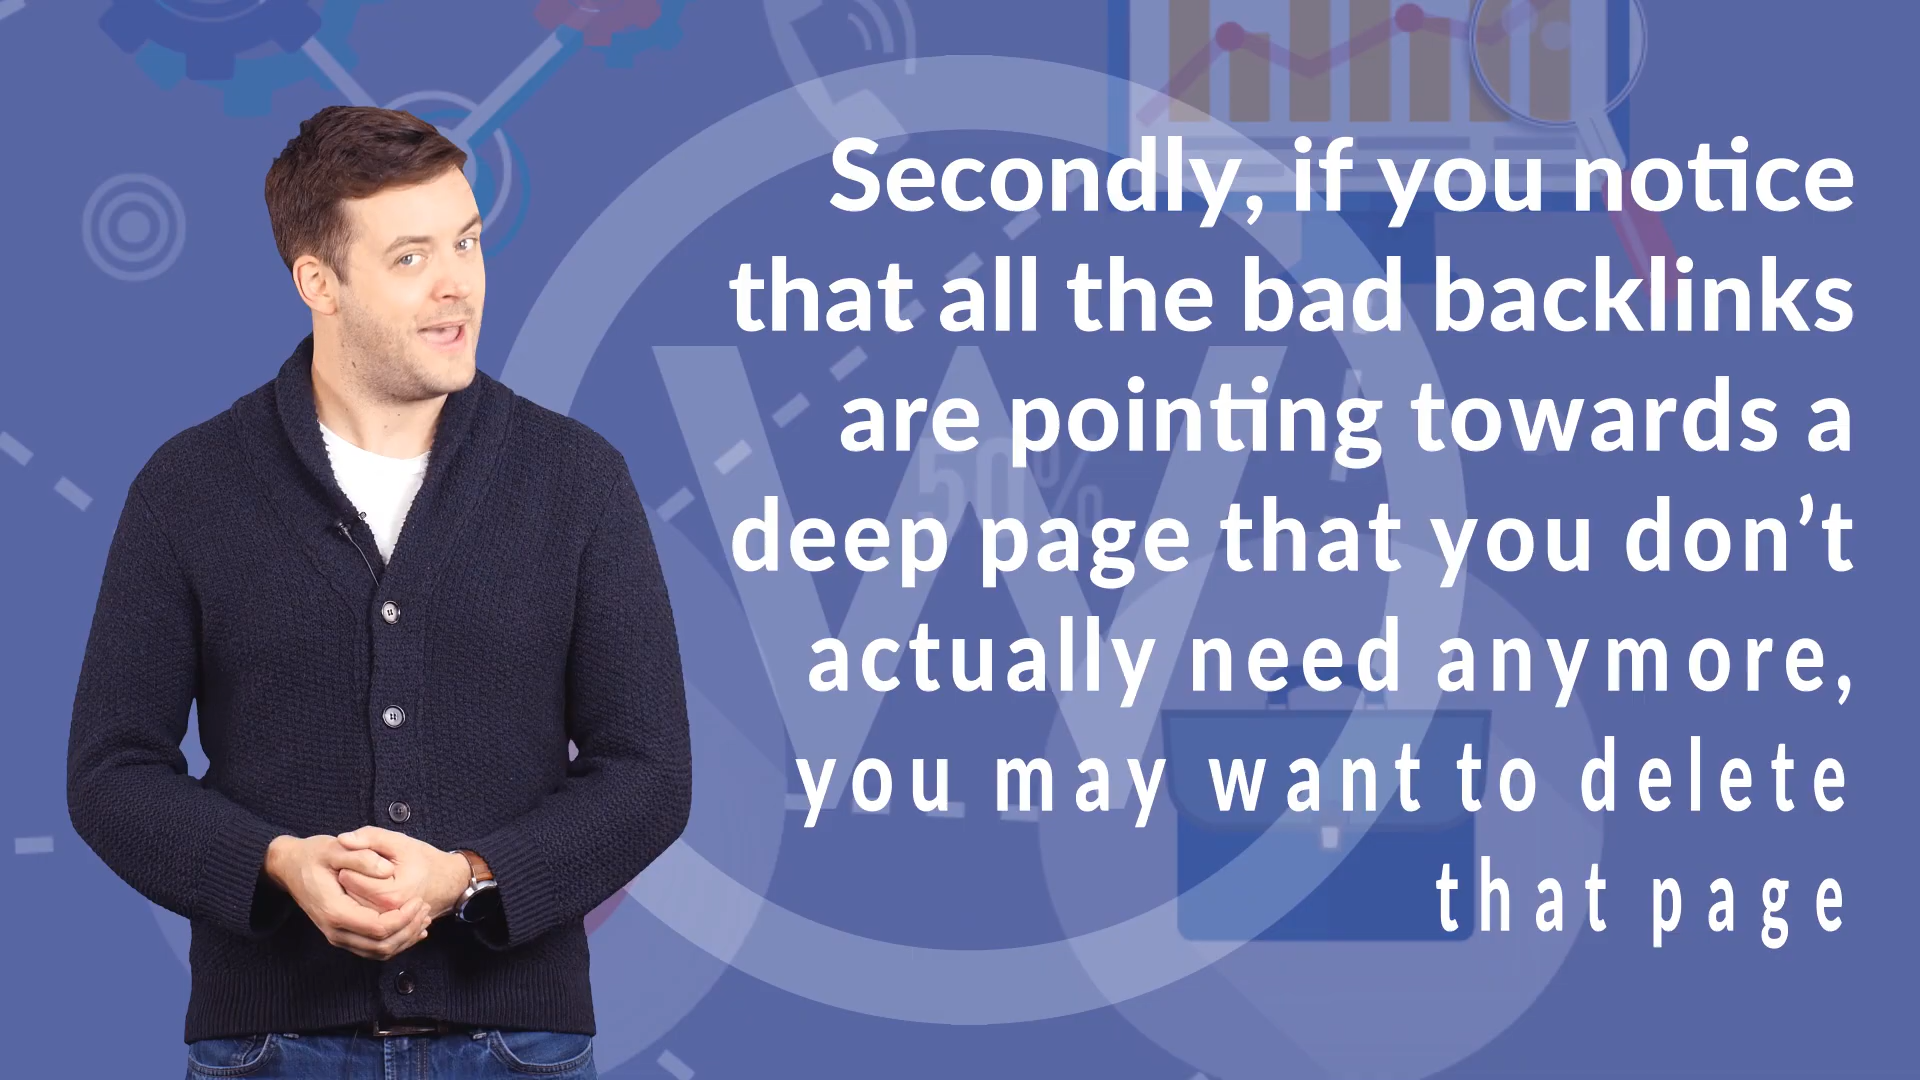 Secondly, if you notice
that all the bad backlinks
are pointing towards a
deep page that you don’t
actually need anymore,
you may want to delete
that page
50%
W